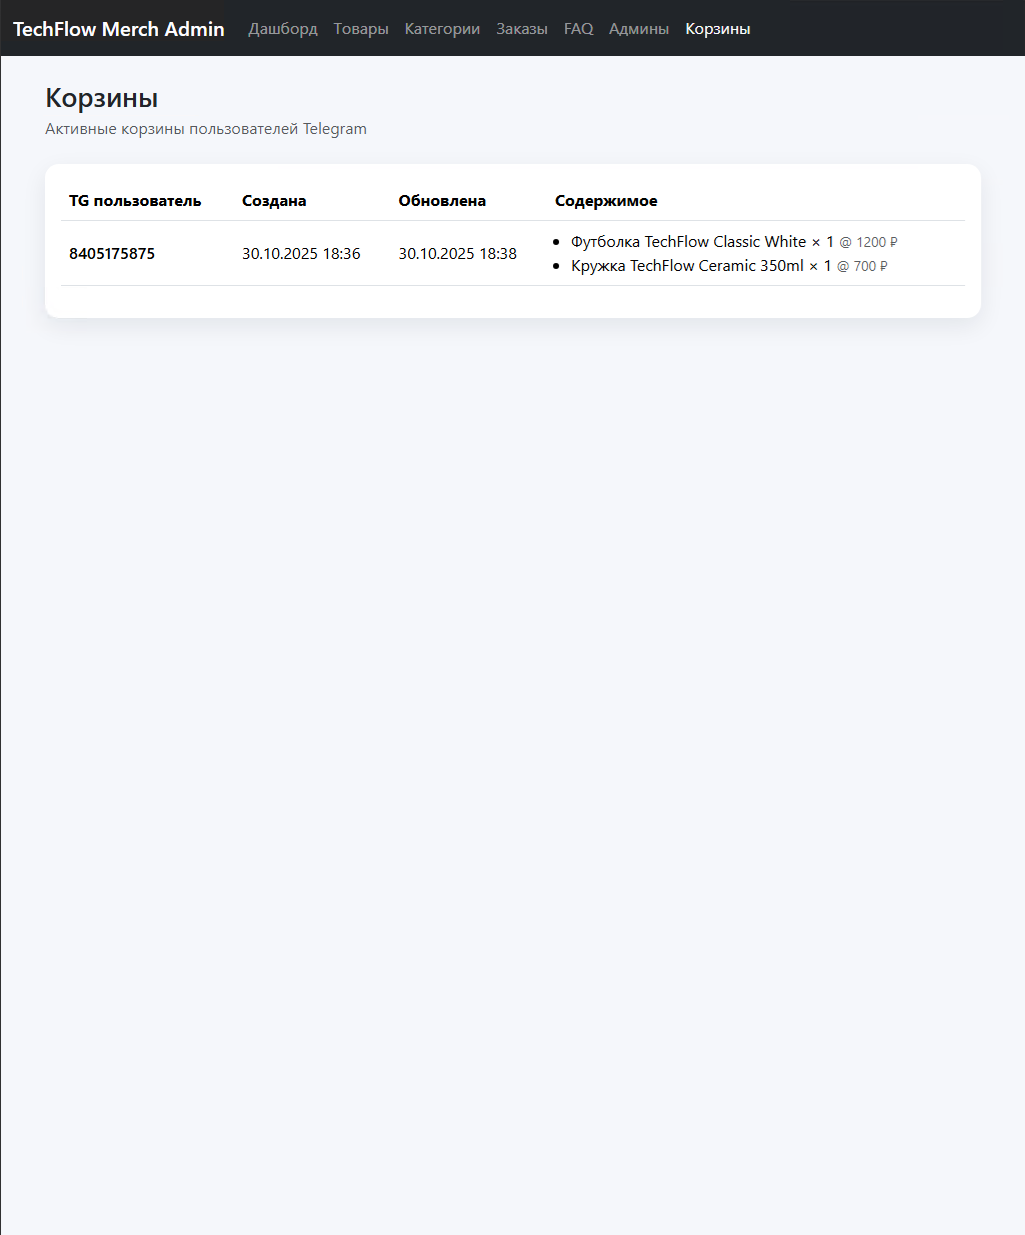 TechFlow Merch Admin Дашборд Товары Категории Заказы FAQ Админы Корзины
Корзины
Активные корзины пользователей Telegram
TG пользователь Создана Обновлена Содержимое
8405175875 30.10.2025 18:36 30.10.2025 18:38
• Футболка TechFlow Classic White × 1 @ 1200 ₽
• Кружка TechFlow Ceramic 350ml × 1 @ 700 ₽